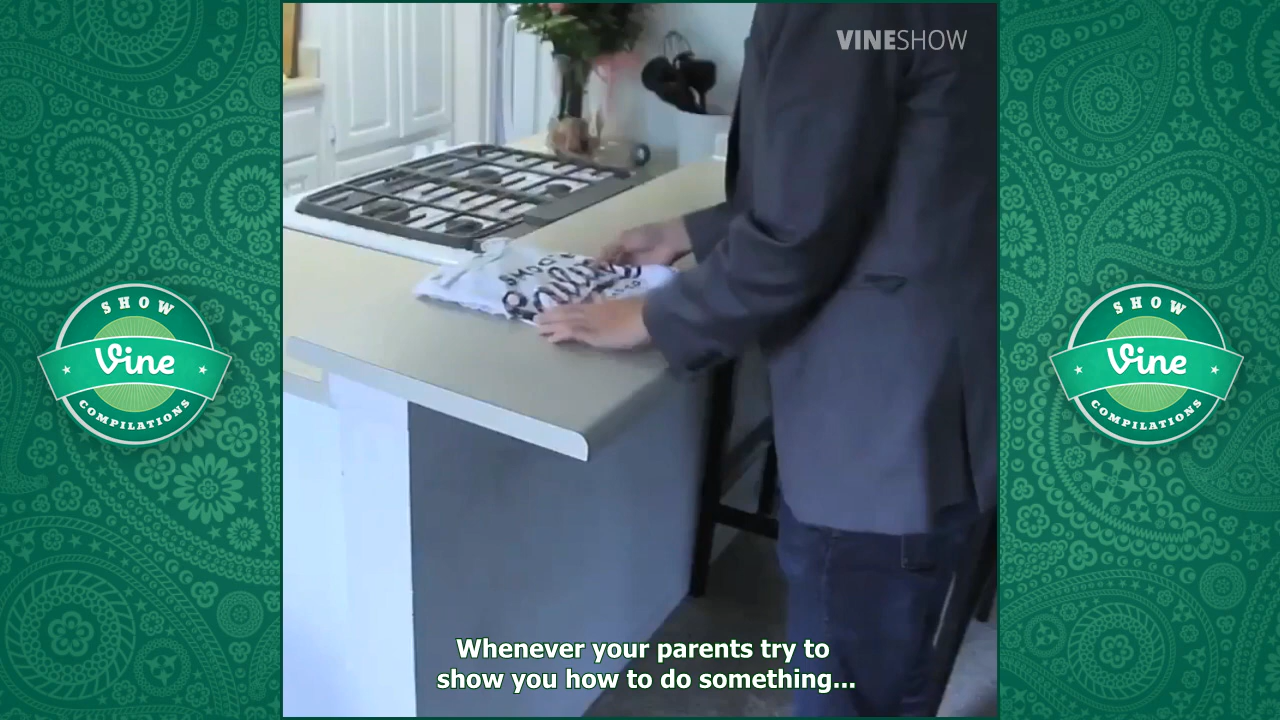 VINESHOW
SHOW
Vine
COMPILATIONS
SHOW
Vine
COMPILATIONS
Whenever your parents try to
show you how to do something...